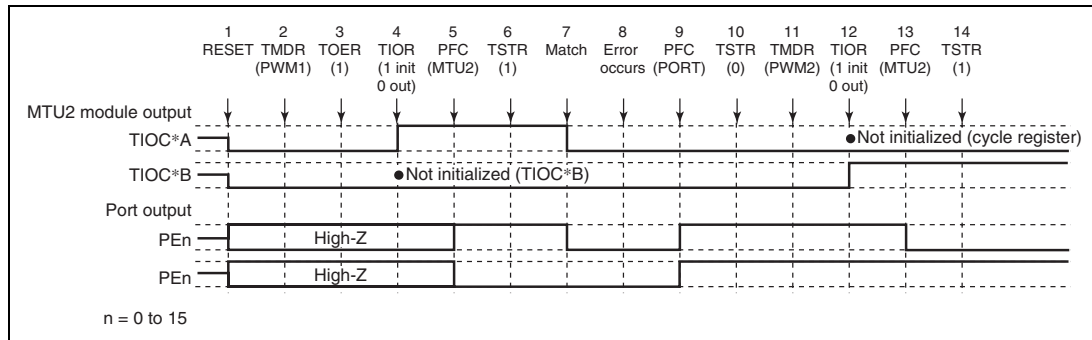 1 2 3 4 5 6 7 8 9 10 11 12 13 14
RESET TMDR TOER TIOR PFC TSTR Match Error PFC TSTR TMDR TIOR PFC TSTR
(PWM1) (1) (1 init (MTU2) (1) occurs (PORT) (0) (PWM2) (1 init (MTU2) (1)
0 out) 0 out)
MTU2 module output
TIOC*A ●Not initialized (cycle register)
TIOC*B ●Not initialized (TIOC*B)
Port output
PEn High-Z
PEn High-Z
n = 0 to 15